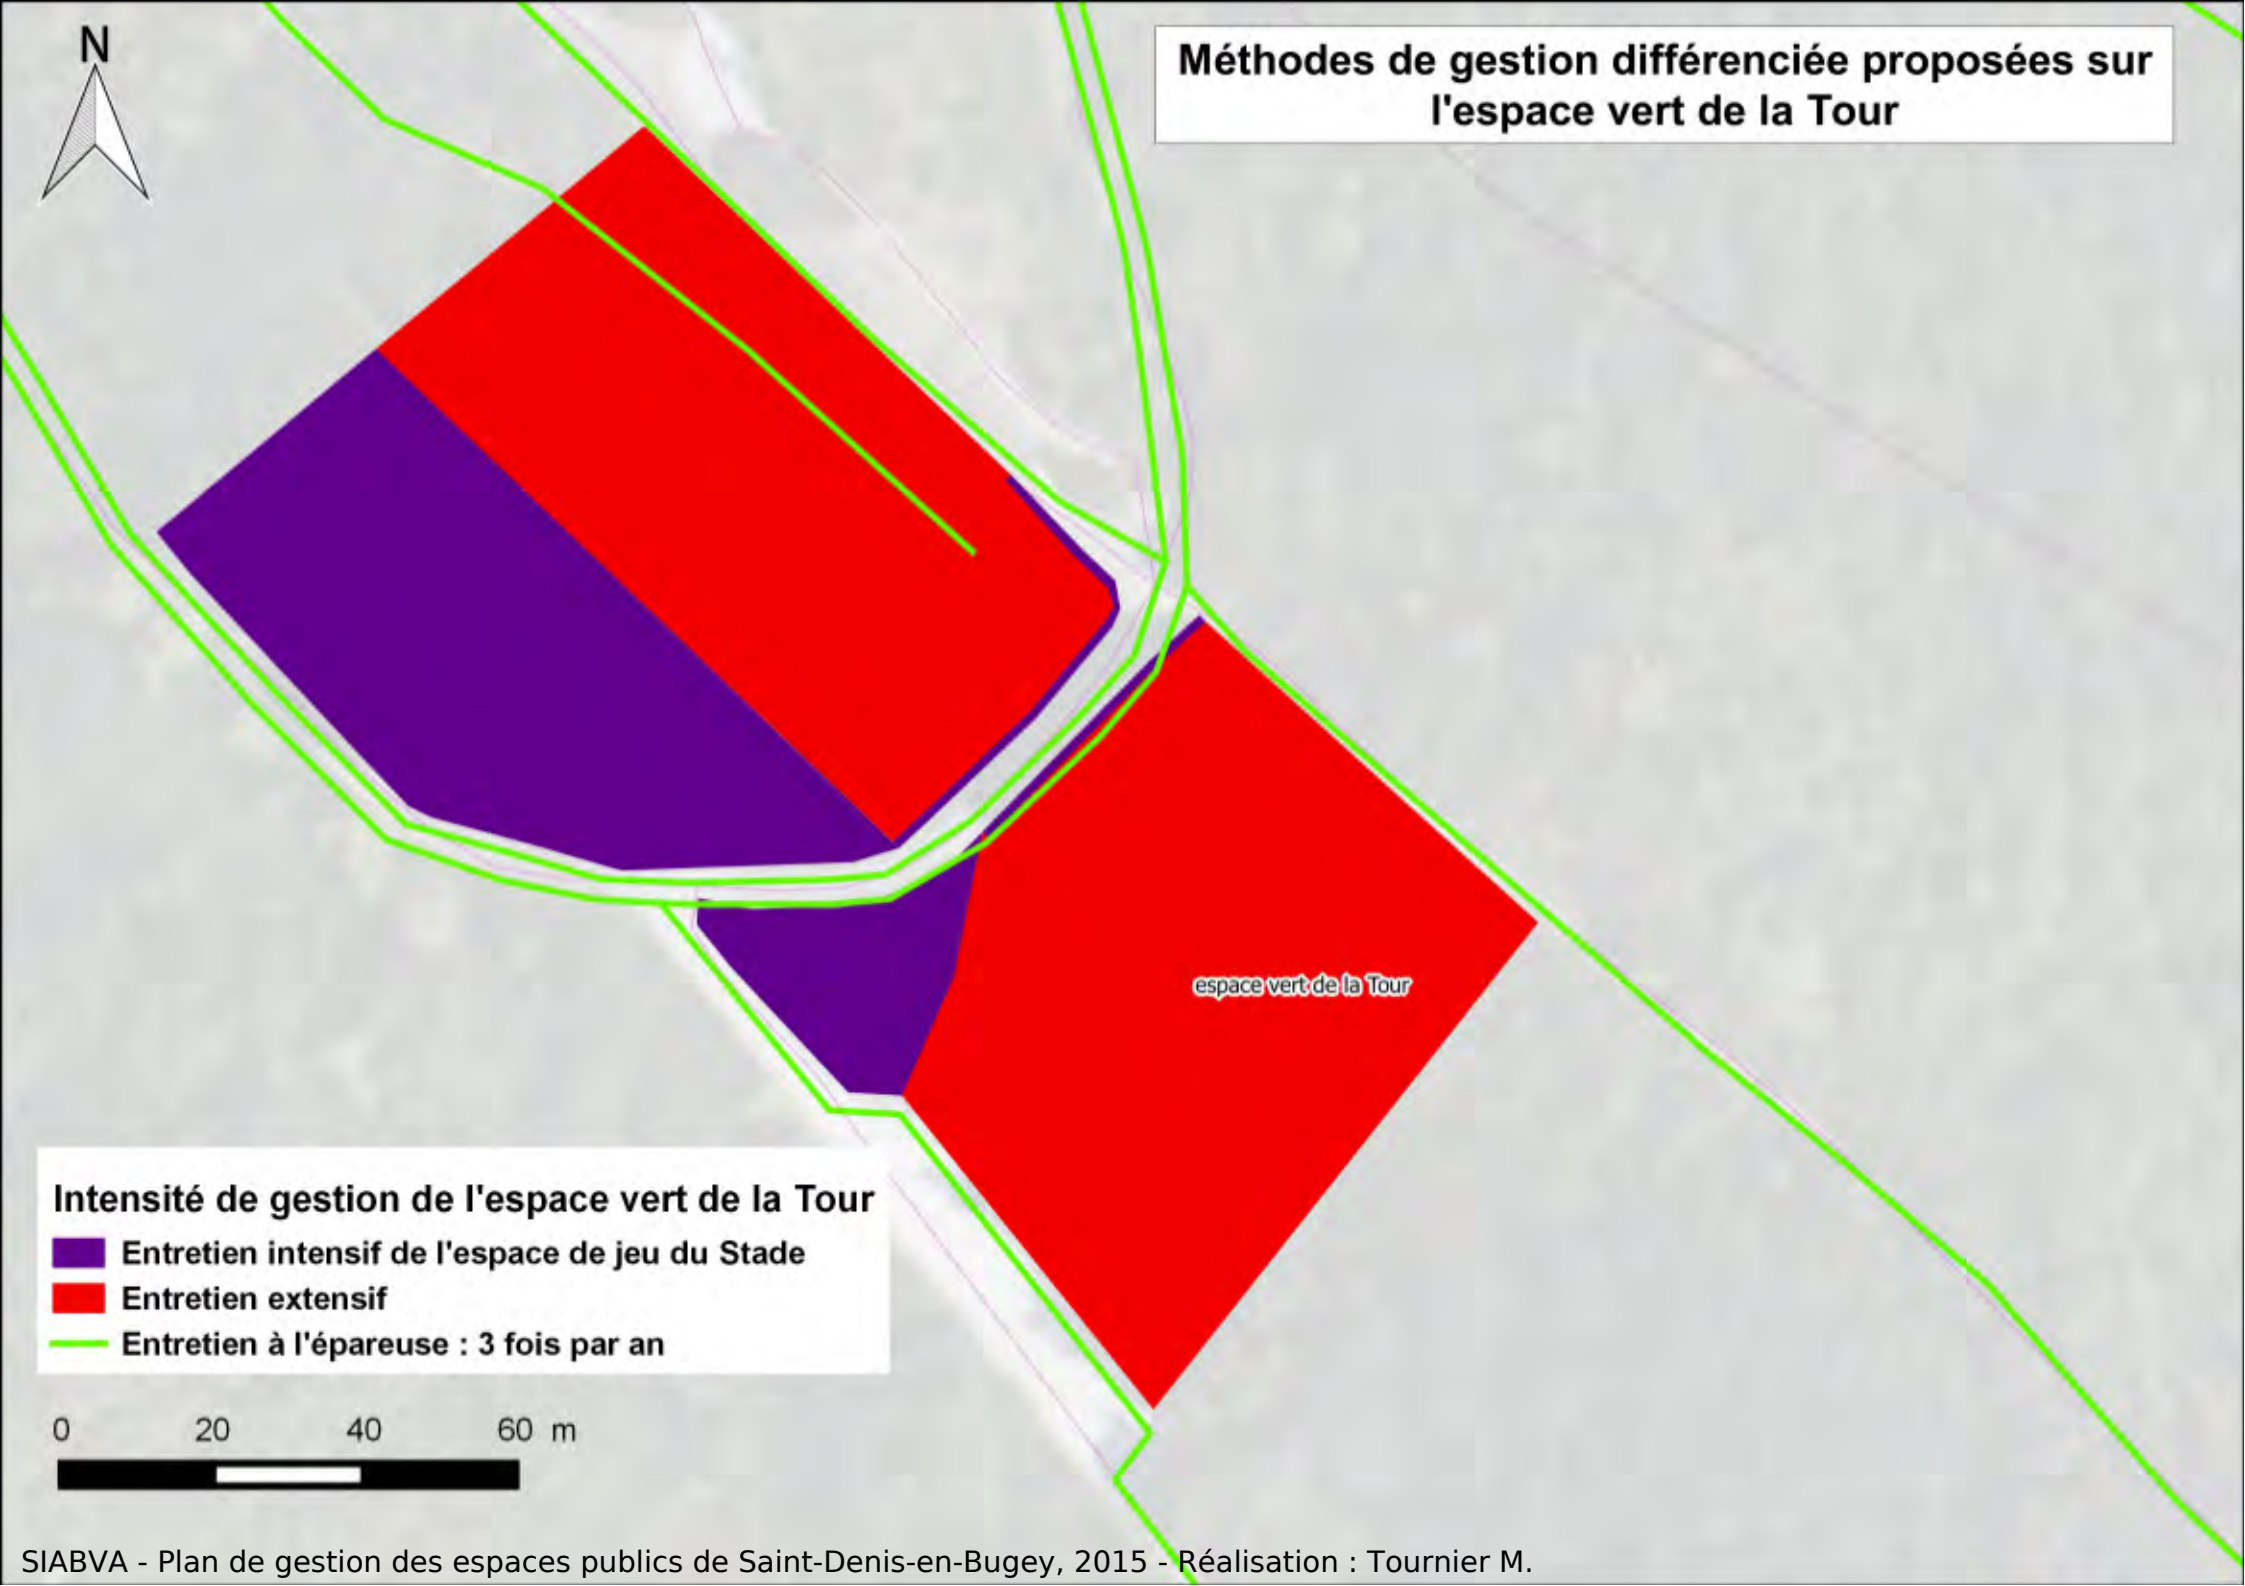 N
Méthodes de gestion différenciée proposées sur
l'espace vert de la Tour
espace vert de la Tour
Intensité de gestion de l'espace vert de la Tour
Entretien intensif de l'espace de jeu du Stade
Entretien extensif
Entretien à l'épareuse : 3 fois par an
0 20 40 60 m
SIABVA - Plan de gestion des espaces publics de Saint-Denis-en-Bugey, 2015 - Réalisation : Tournier M.